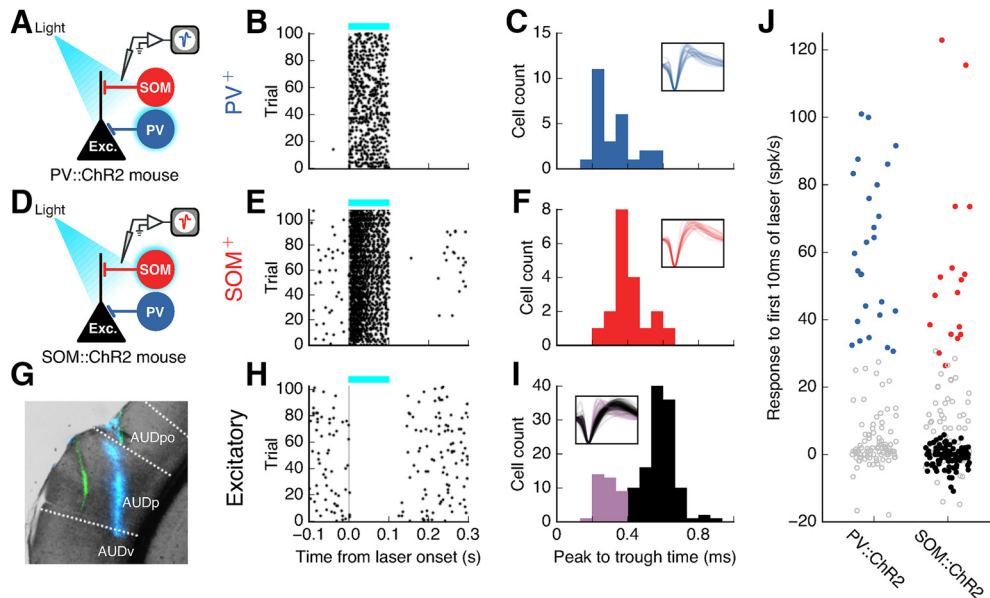 A
Light
SOM
PV
Exc.
PV::ChR2 mouse
B
PV+
Trial
100
80
60
40
20
0
C
Cell count
15
10
5
0
D
Light
SOM
PV
Exc.
SOM::ChR2 mouse
E
SOM+
Trial
100
80
60
40
20
0
F
Cell count
8
6
4
2
0
G
AUDpo
AUDp
AUDv
H
Excitatory
Trial
100
80
60
40
20
0
−0.1 0.0 0.1 0.2 0.3
Time from laser onset (s)
I
Cell count
40
30
20
10
0
0 0.4 0.8
Peak to trough time (ms)
J
Response to first 10ms of laser (spk/s)
120
100
80
60
40
20
0
−20
PV::ChR2
SOM::ChR2